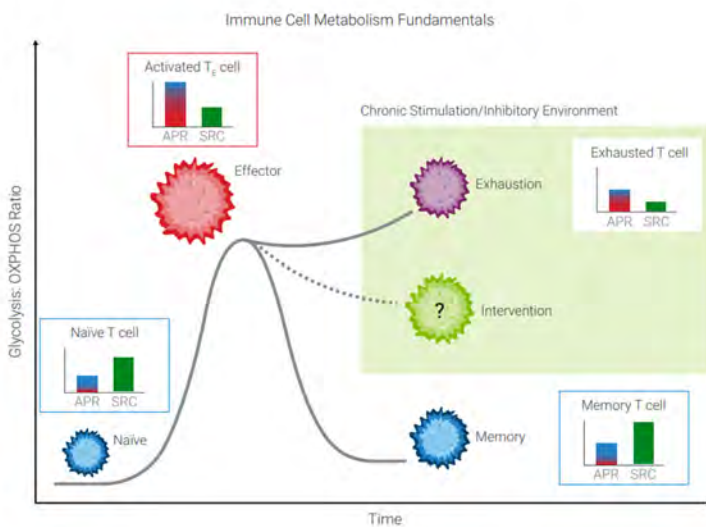 Immune Cell Metabolism Fundamentals
Glycolysis: OXPHOS Ratio
Activated TE cell
APR SRC
Effector
Chronic Stimulation/Inhibitory Environment
Exhaustion
Exhausted T cell
APR SRC
?
Intervention
Naïve T cell
APR SRC
Naïve
Memory
Memory T cell
APR SRC
Time